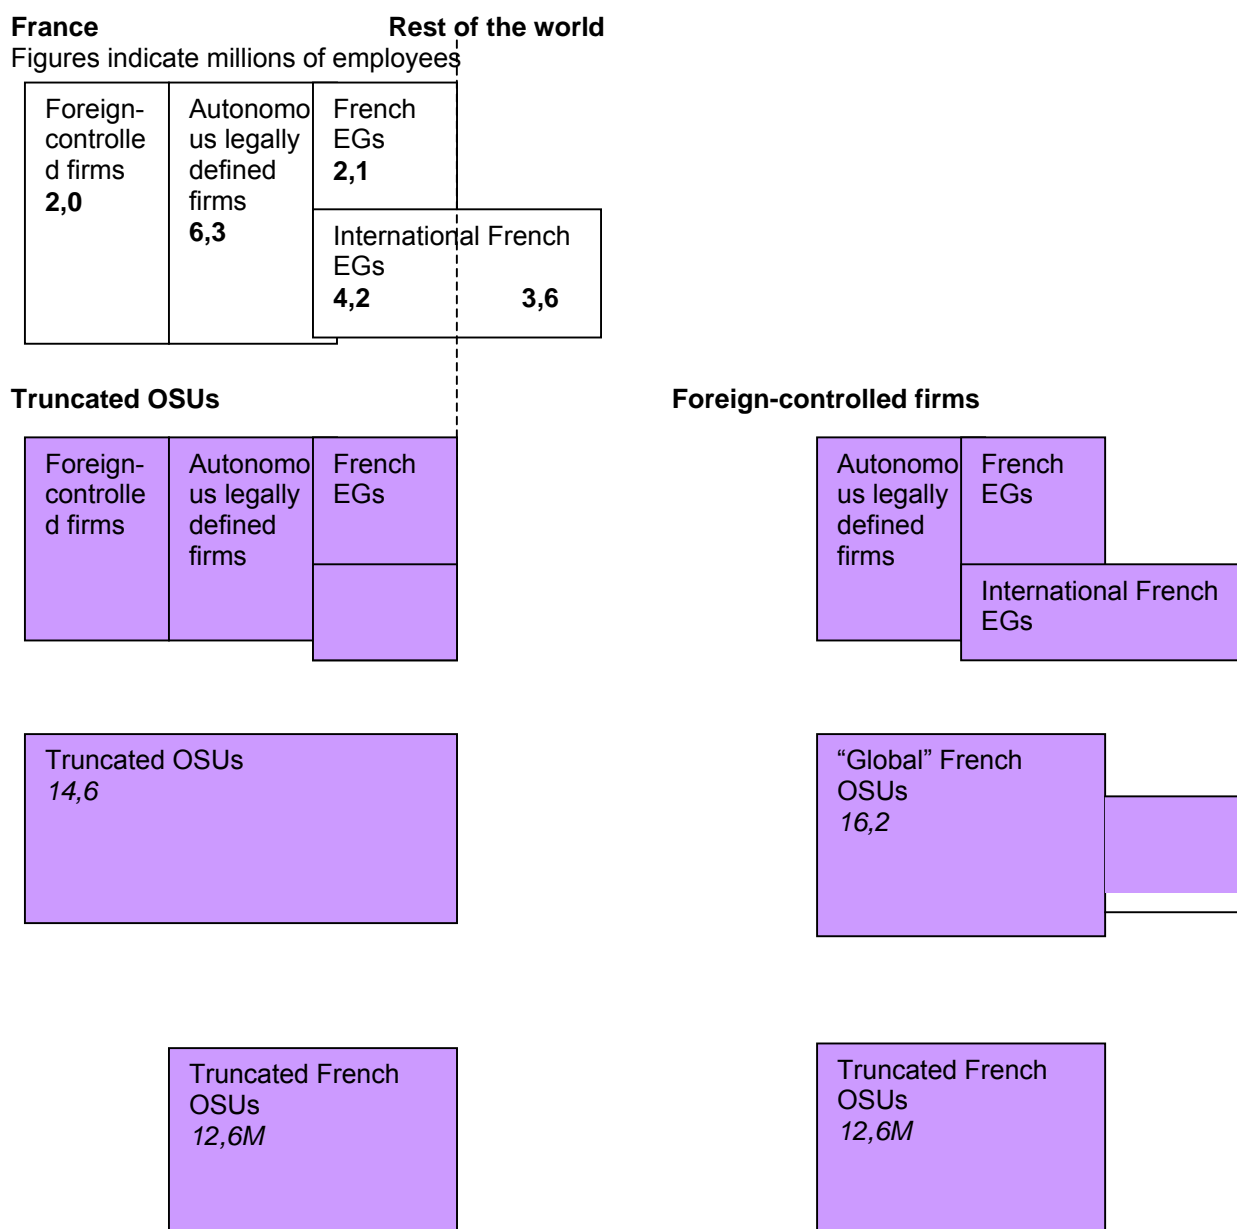 France
Rest of the world
Figures indicate millions of employees
Foreign-
controlle
d firms
2,0
Autonomo
us legally
defined
firms
6,3
French
EGs
2,1
International French
EGs
4,2
3,6
Truncated OSUs
Foreign-controlled firms
Foreign-
controlle
d firms
Autonomo
us legally
defined
firms
French
EGs
Autonomo
us legally
defined
firms
French
EGs
International French
EGs
Truncated OSUs
14,6
“Global” French
OSUs
16,2
Truncated French
OSUs
12,6M
Truncated French
OSUs
12,6M